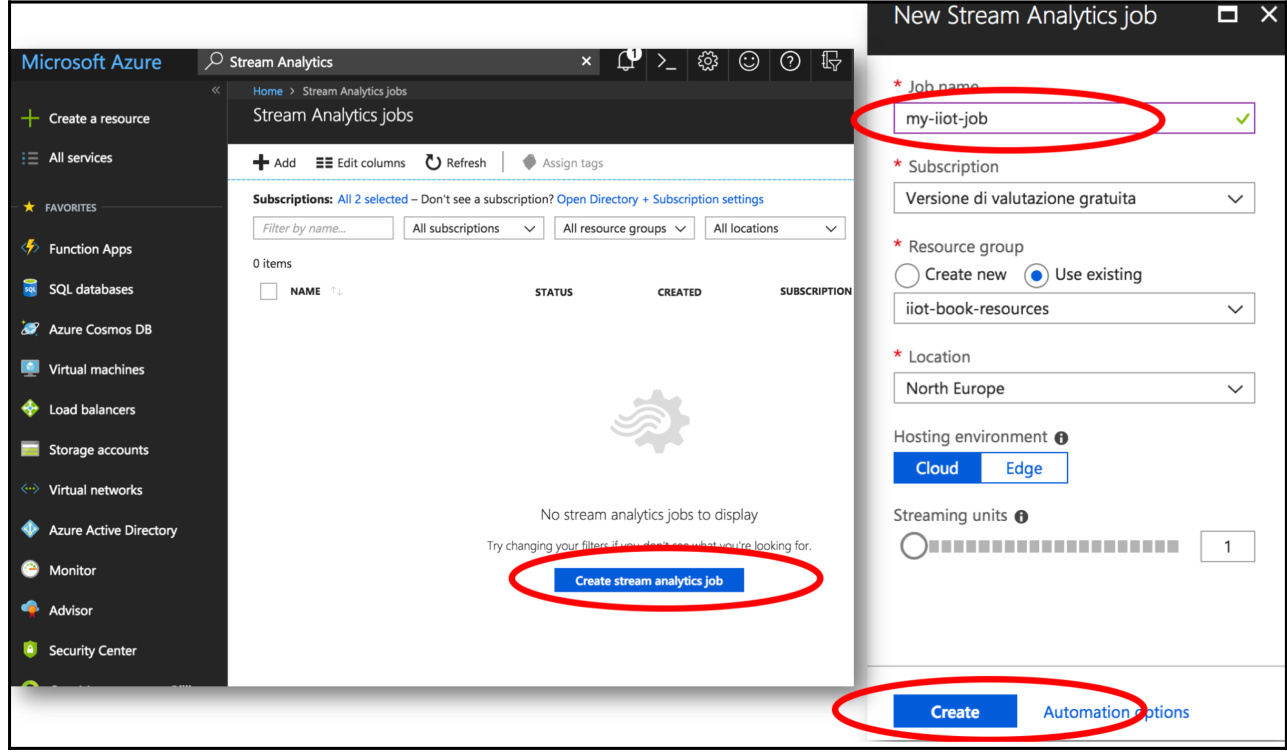 Microsoft Azure
Stream Analytics
1
Create a resource
All services
FAVORITES
Function Apps
SQL
SQL databases
Azure Cosmos DB
Virtual machines
Load balancers
Storage accounts
Virtual networks
Azure Active Directory
Monitor
Advisor
Security Center
Home > Stream Analytics jobs
Stream Analytics jobs
Add Edit columns Refresh Assign tags
Subscriptions: All 2 selected – Don't see a subscription? Open Directory + Subscription settings
Filter by name... All subscriptions All resource groups All locations
0 items
NAME STATUS CREATED SUBSCRIPTION
No stream analytics jobs to display
Try changing your filters if you don't see what you're looking for.
Create stream analytics job
New Stream Analytics job
* Job name
my-iiot-job
* Subscription
Versione di valutazione gratuita
* Resource group
Create new Use existing
iiot-book-resources
* Location
North Europe
Hosting environment
Cloud Edge
Streaming units
1
Create Automation options